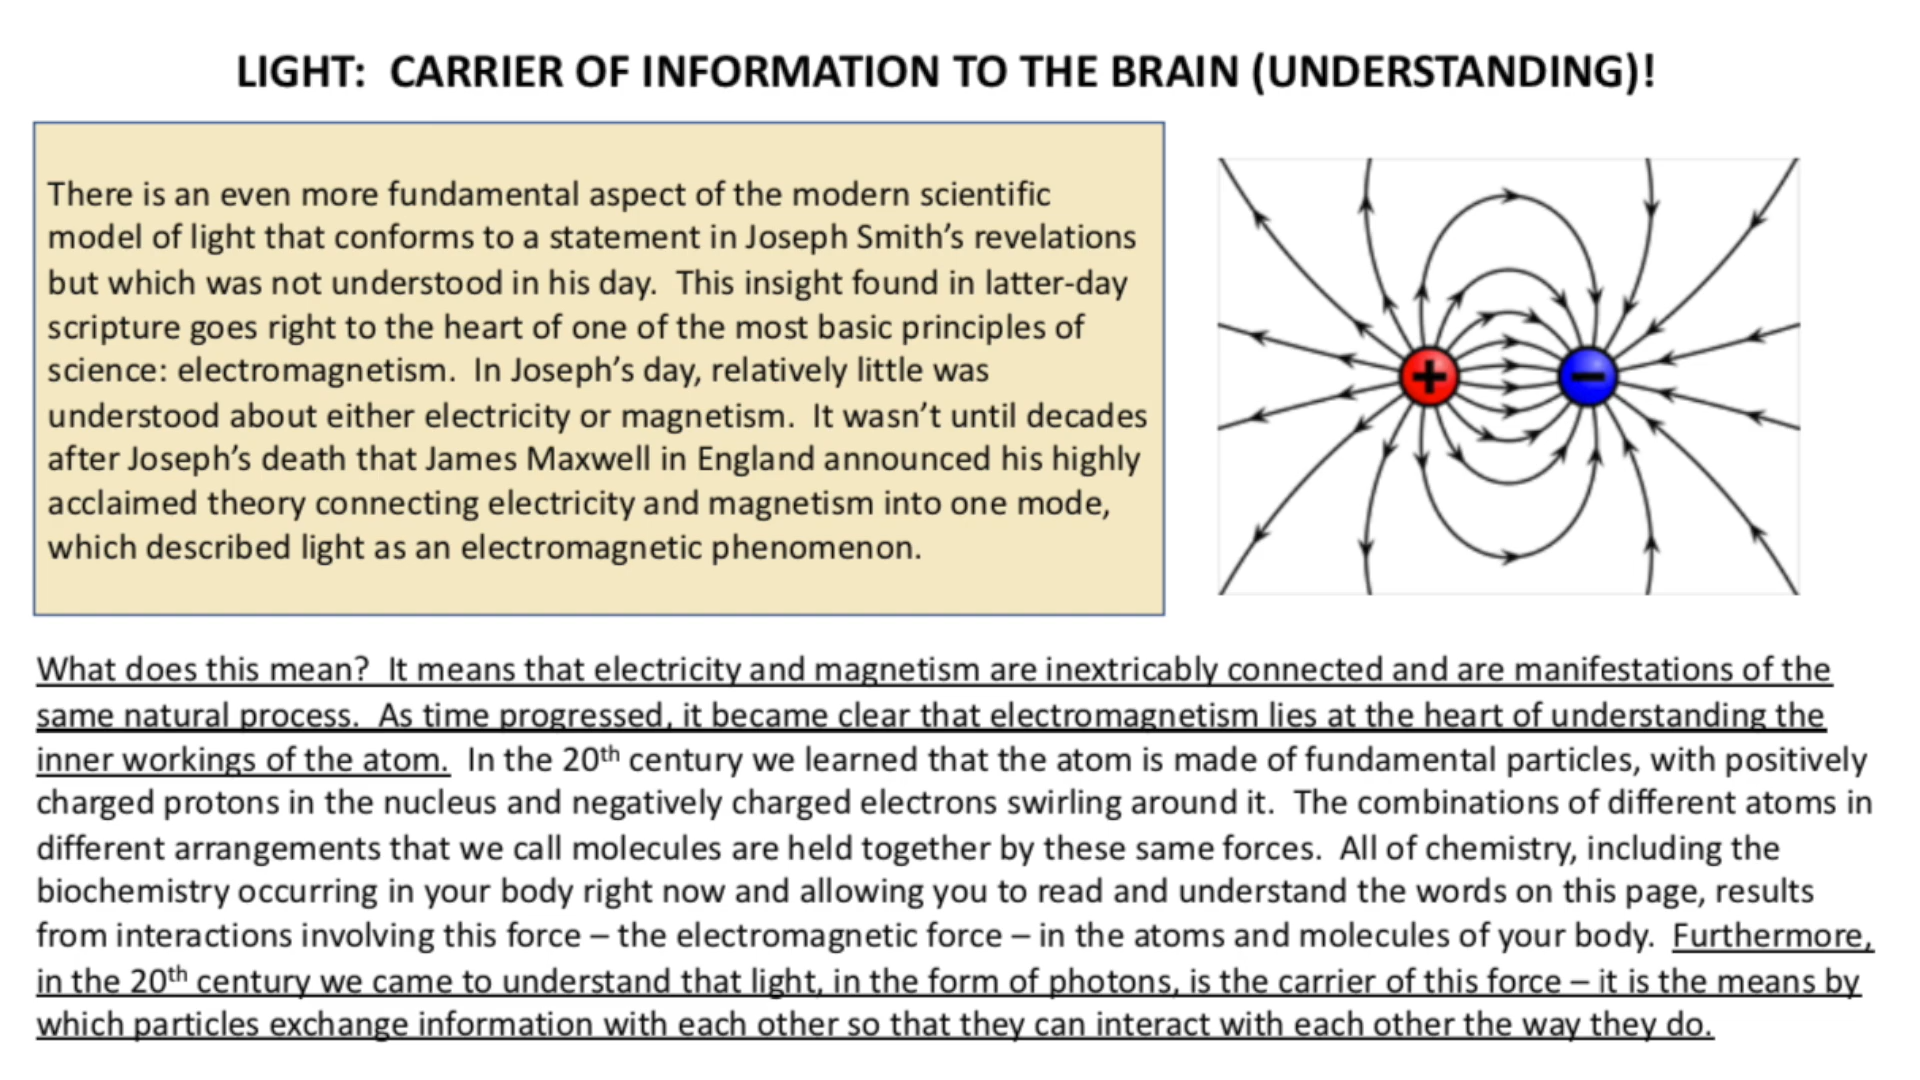 LIGHT:  CARRIER OF INFORMATION TO THE BRAIN (UNDERSTANDING)!
There is an even more fundamental aspect of the modern scientific
model of light that conforms to a statement in Joseph Smith’s revelations
but which was not understood in his day.  This insight found in latter-day
scripture goes right to the heart of one of the most basic principles of
science: electromagnetism.  In Joseph’s day, relatively little was
understood about either electricity or magnetism.  It wasn’t until decades
after Joseph’s death that James Maxwell in England announced his highly
acclaimed theory connecting electricity and magnetism into one mode,
which described light as an electromagnetic phenomenon.
+ −
What does this mean?  It means that electricity and magnetism are inextricably connected and are manifestations of the
same natural process.  As time progressed, it became clear that electromagnetism lies at the heart of understanding the
inner workings of the atom.  In the 20th century we learned that the atom is made of fundamental particles, with positively
charged protons in the nucleus and negatively charged electrons swirling around it.  The combinations of different atoms in
different arrangements that we call molecules are held together by these same forces.  All of chemistry, including the
biochemistry occurring in your body right now and allowing you to read and understand the words on this page, results
from interactions involving this force – the electromagnetic force – in the atoms and molecules of your body.  Furthermore,
in the 20th century we came to understand that light, in the form of photons, is the carrier of this force – it is the means by
which particles exchange information with each other so that they can interact with each other the way they do.